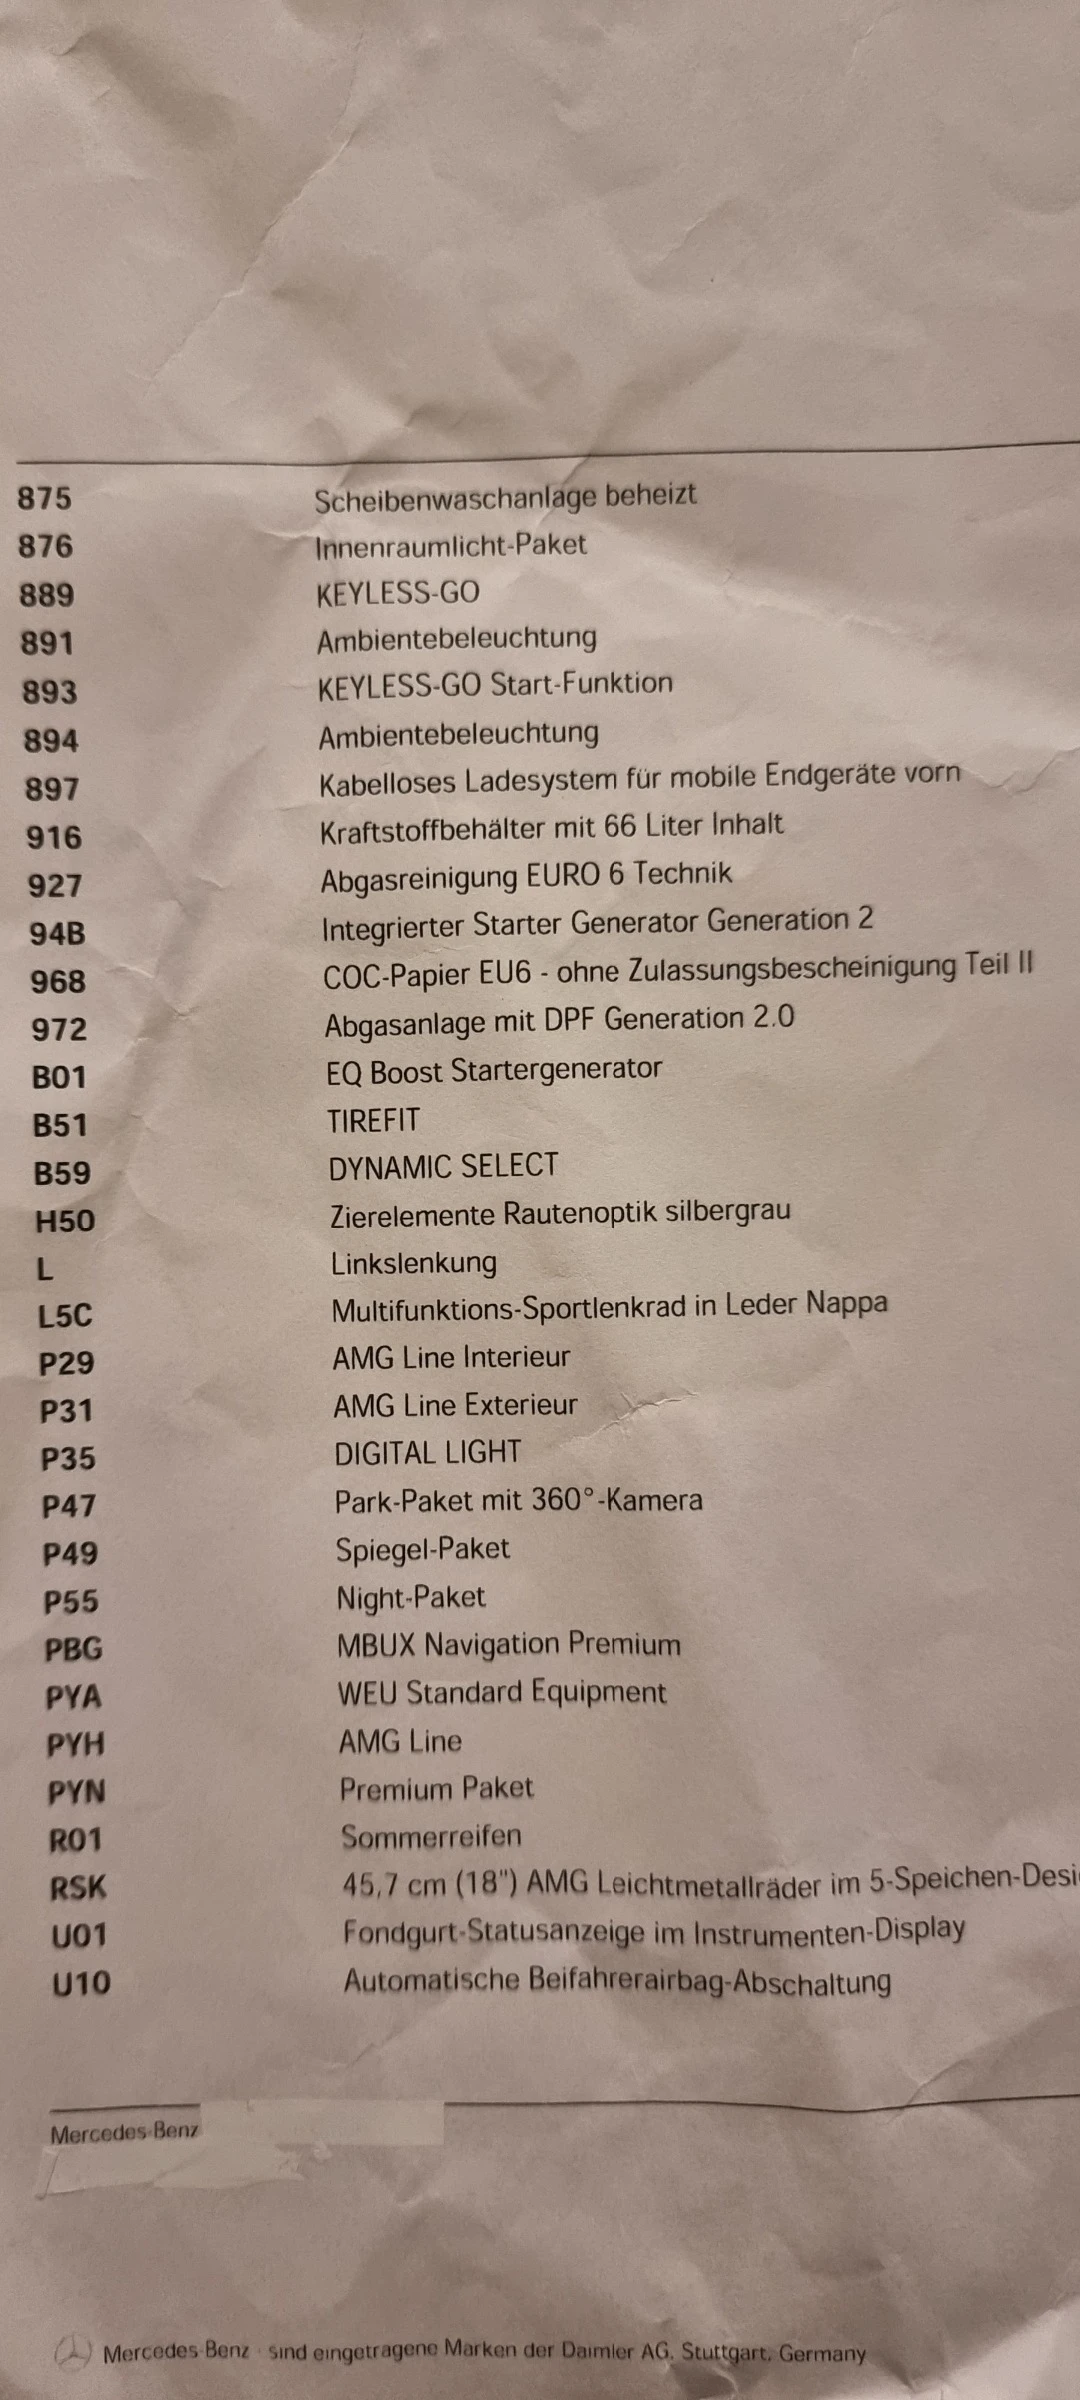 875 Scheibenwaschanlage beheizt
876 Innenraumlicht-Paket
889 KEYLESS-GO
891 Ambientebeleuchtung
893 KEYLESS-GO Start-Funktion
894 Ambientebeleuchtung
897 Kabelloses Ladesystem für mobile Endgeräte vorn
916 Kraftstoffbehälter mit 66 Liter Inhalt
927 Abgasreinigung EURO 6 Technik
94B Integrierter Starter Generator Generation 2
968 COC-Papier EU6 - ohne Zulassungsbescheinigung Teil II
972 Abgasanlage mit DPF Generation 2.0
B01 EQ Boost Startergenerator
B51 TIREFIT
B59 DYNAMIC SELECT
H50 Zierelemente Rautenoptik silbergrau
L Linkslenkung
L5C Multifunktions-Sportlenkrad in Leder Nappa
P29 AMG Line Interieur
P31 AMG Line Exterieur
P35 DIGITAL LIGHT
P47 Park-Paket mit 360°-Kamera
P49 Spiegel-Paket
P55 Night-Paket
PBG MBUX Navigation Premium
PYA WEU Standard Equipment
PYH AMG Line
PYN Premium Paket
R01 Sommerreifen
RSK 45,7 cm (18") AMG Leichtmetallräder im 5-Speichen-Desi
U01 Fondgurt-Statusanzeige im Instrumenten-Display
U10 Automatische Beifahrerairbag-Abschaltung
Mercedes-Benz
Mercedes-Benz · sind eingetragene Marken der Daimler AG, Stuttgart, Germany